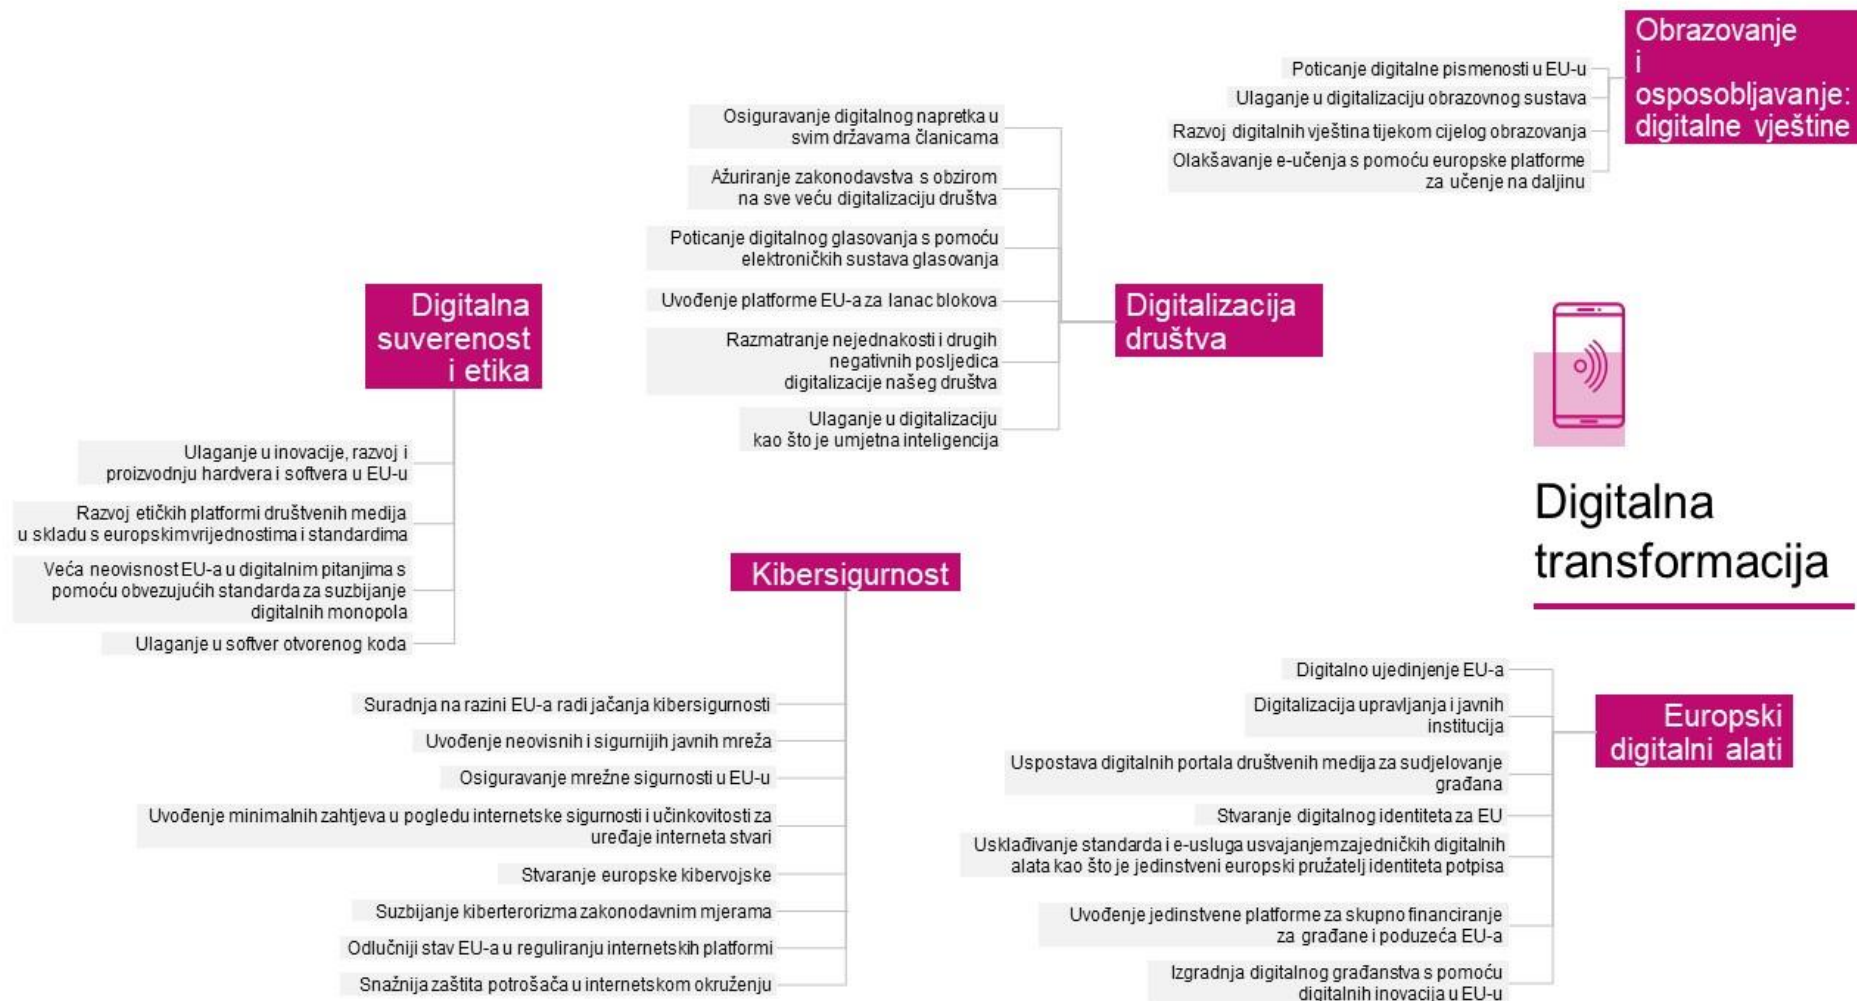 Obrazovanje
i
osposobljavanje:
digitalne vještine
Poticanje digitalne pismenosti u EU-u
Ulaganje u digitalizaciju obrazovnog sustava
Razvoj digitalnih vještina tijekom cijelog obrazovanja
Olakšavanje e-učenja s pomoću europske platforme
za učenje na daljinu
Osiguravanje digitalnog napretka u
svim državama članicama
Ažuriranje zakonodavstva s obzirom
na sve veću digitalizaciju društva
Poticanje digitalnog glasovanja s pomoću
elektroničkih sustava glasovanja
Uvođenje platforme EU-a za lanac blokova
Razmatranje nejednakosti i drugih
negativnih posljedica
digitalizacije našeg društva
Ulaganje u digitalizaciju
kao što je umjetna inteligencija
Digitalizacija
društva
Digitalna
suverenost
i etika
Ulaganje u inovacije, razvoj i
proizvodnju hardvera i softvera u EU-u
Razvoj etičkih platformi društvenih medija
u skladu s europskim vrijednostima i standardima
Veća neovisnost EU-a u digitalnim pitanjima s
pomoću obvezujućih standarda za suzbijanje
digitalnih monopola
Ulaganje u softver otvorenog koda
Digitalna
transformacija
Kibersigurnost
Suradnja na razini EU-a radi jačanja kibersigurnosti
Uvođenje neovisnih i sigurnijih javnih mreža
Osiguravanje mrežne sigurnosti u EU-u
Uvođenje minimalnih zahtjeva u pogledu internetske sigurnosti i učinkovitosti za
uređaje interneta stvari
Stvaranje europske kibervojske
Suzbijanje kiberterorizma zakonodavnim mjerama
Odlučniji stav EU-a u reguliranju internetskih platformi
Snažnija zaštita potrošača u internetskom okruženju
Europski
digitalni alati
Digitalno ujedinjenje EU-a
Digitalizacija upravljanja i javnih
institucija
Uspostava digitalnih portala društvenih medija za sudjelovanje
građana
Stvaranje digitalnog identiteta za EU
Usklađivanje standarda i e-usluga usvajanjem zajedničkih digitalnih
alata kao što je jedinstveni europski pružatelj identiteta potpisa
Uvođenje jedinstvene platforme za skupno financiranje
za građane i poduzeća EU-a
Izgradnja digitalnog građanstva s pomoću
digitalnih inovacija u EU-u